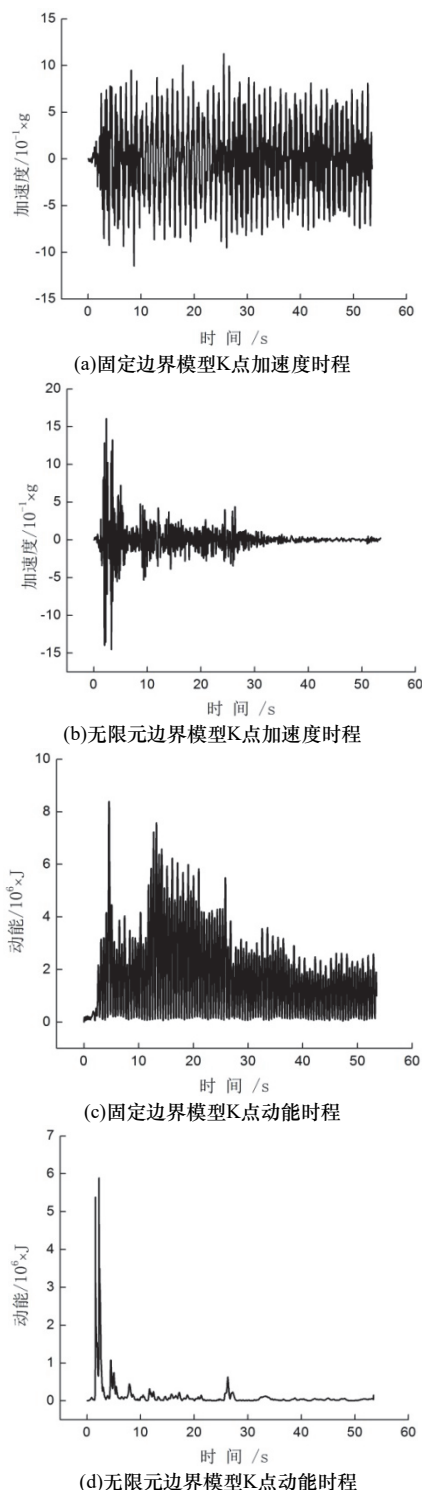 15
10
5
0
-5
-10
-15
加速度/10⁻¹×g
0 10 20 30 40 50 60
时 间 /s
(a)固定边界模型K点加速度时程
20
15
10
5
0
-5
-10
-15
加速度/10⁻¹×g
0 10 20 30 40 50 60
时 间 /s
(b)无限元边界模型K点加速度时程
10
8
6
4
2
0
动能/10⁶×J
0 10 20 30 40 50 60
时 间 /s
(c)固定边界模型K点动能时程
7
6
5
4
3
2
1
0
动能/10⁶×J
0 10 20 30 40 50 60
时 间 /s
(d)无限元边界模型K点动能时程